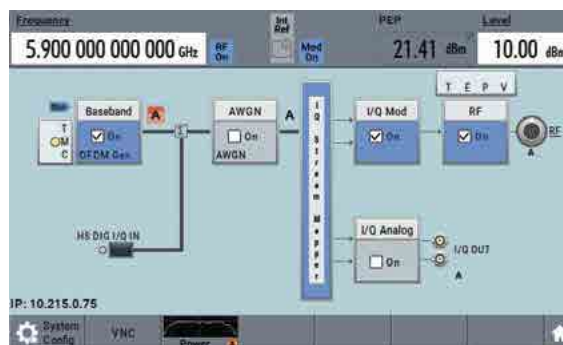 Frequency
Int Ref
PEP
Level
5.900 000 000 000 GHz
RF On
Mod On
21.41 dBm
10.00 dBm
T E P V
Baseband
A
AWGN
A
I/Q Mod
RF
T
M
C
On
On
On
On
OFDM Gen
AWGN
I/Q Stream Mapper
RF
A
HS DIG I/Q IN
I/Q Analog
On
I/Q OUT
A
IP: 10.215.0.75
System Config
VNC
Power